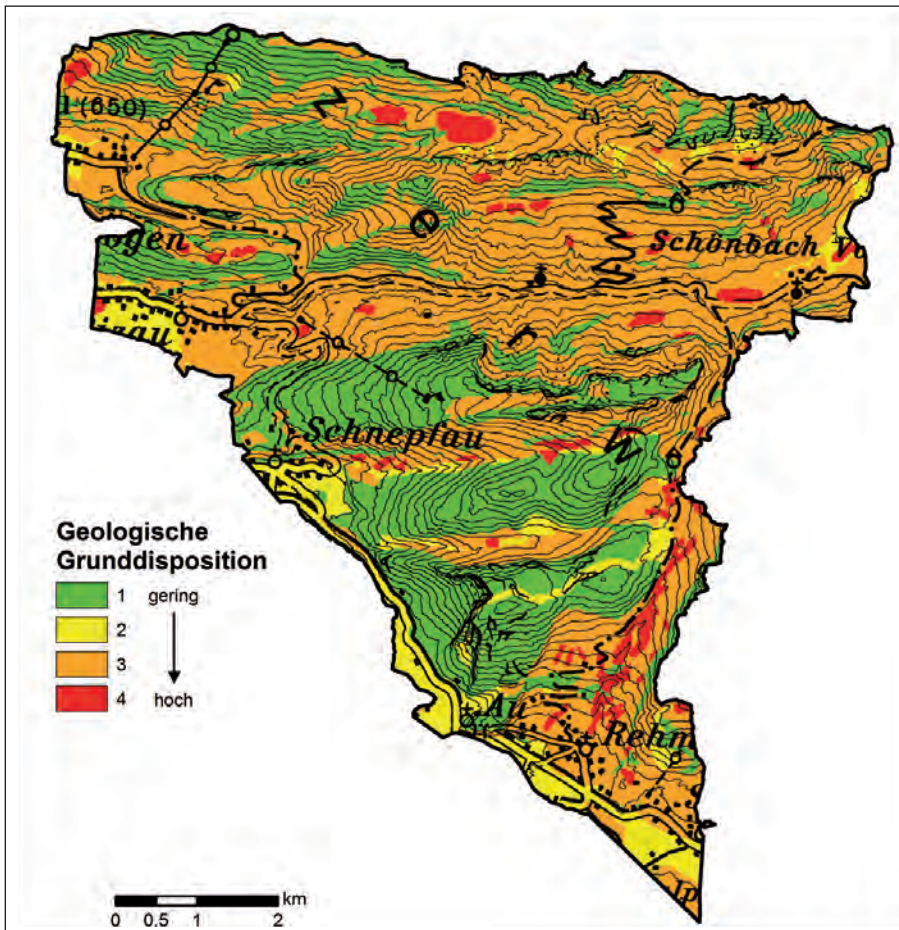 (650)
ogen
Schönbach
Schnepfau
Au
Rehm
Geologische
Grunddisposition
1 gering
2
3
4 hoch
km
0 0.5 1 2